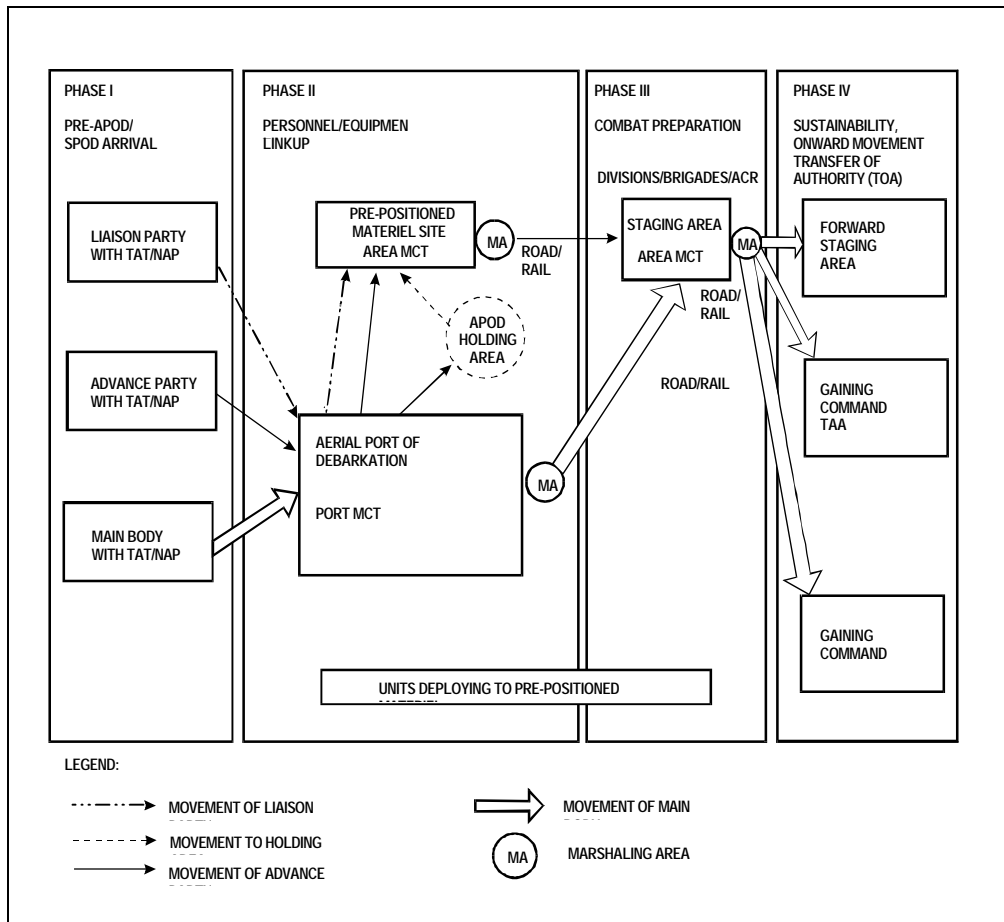 PHASE I
PRE-APOD/
SPOD ARRIVAL
LIAISON PARTY
WITH TAT/NAP
ADVANCE PARTY
WITH TAT/NAP
MAIN BODY
WITH TAT/NAP
PHASE II
PERSONNEL/EQUIPMEN
LINKUP
PRE-POSITIONED
MATERIEL SITE
AREA MCT
MA
ROAD/
RAIL
APOD
HOLDING
AREA
AERIAL PORT OF
DEBARKATION
PORT MCT
MA
PHASE III
COMBAT PREPARATION
DIVISIONS/BRIGADES/ACR
STAGING AREA
AREA MCT
MA
ROAD/
RAIL
ROAD/RAIL
PHASE IV
SUSTAINABILITY,
ONWARD MOVEMENT
TRANSFER OF
AUTHORITY (TOA)
FORWARD
STAGING
AREA
GAINING
COMMAND
TAA
GAINING
COMMAND
UNITS DEPLOYING TO PRE-POSITIONED
LEGEND:
MOVEMENT OF LIAISON
MOVEMENT TO HOLDING
MOVEMENT OF ADVANCE
MOVEMENT OF MAIN
MA
MARSHALING AREA